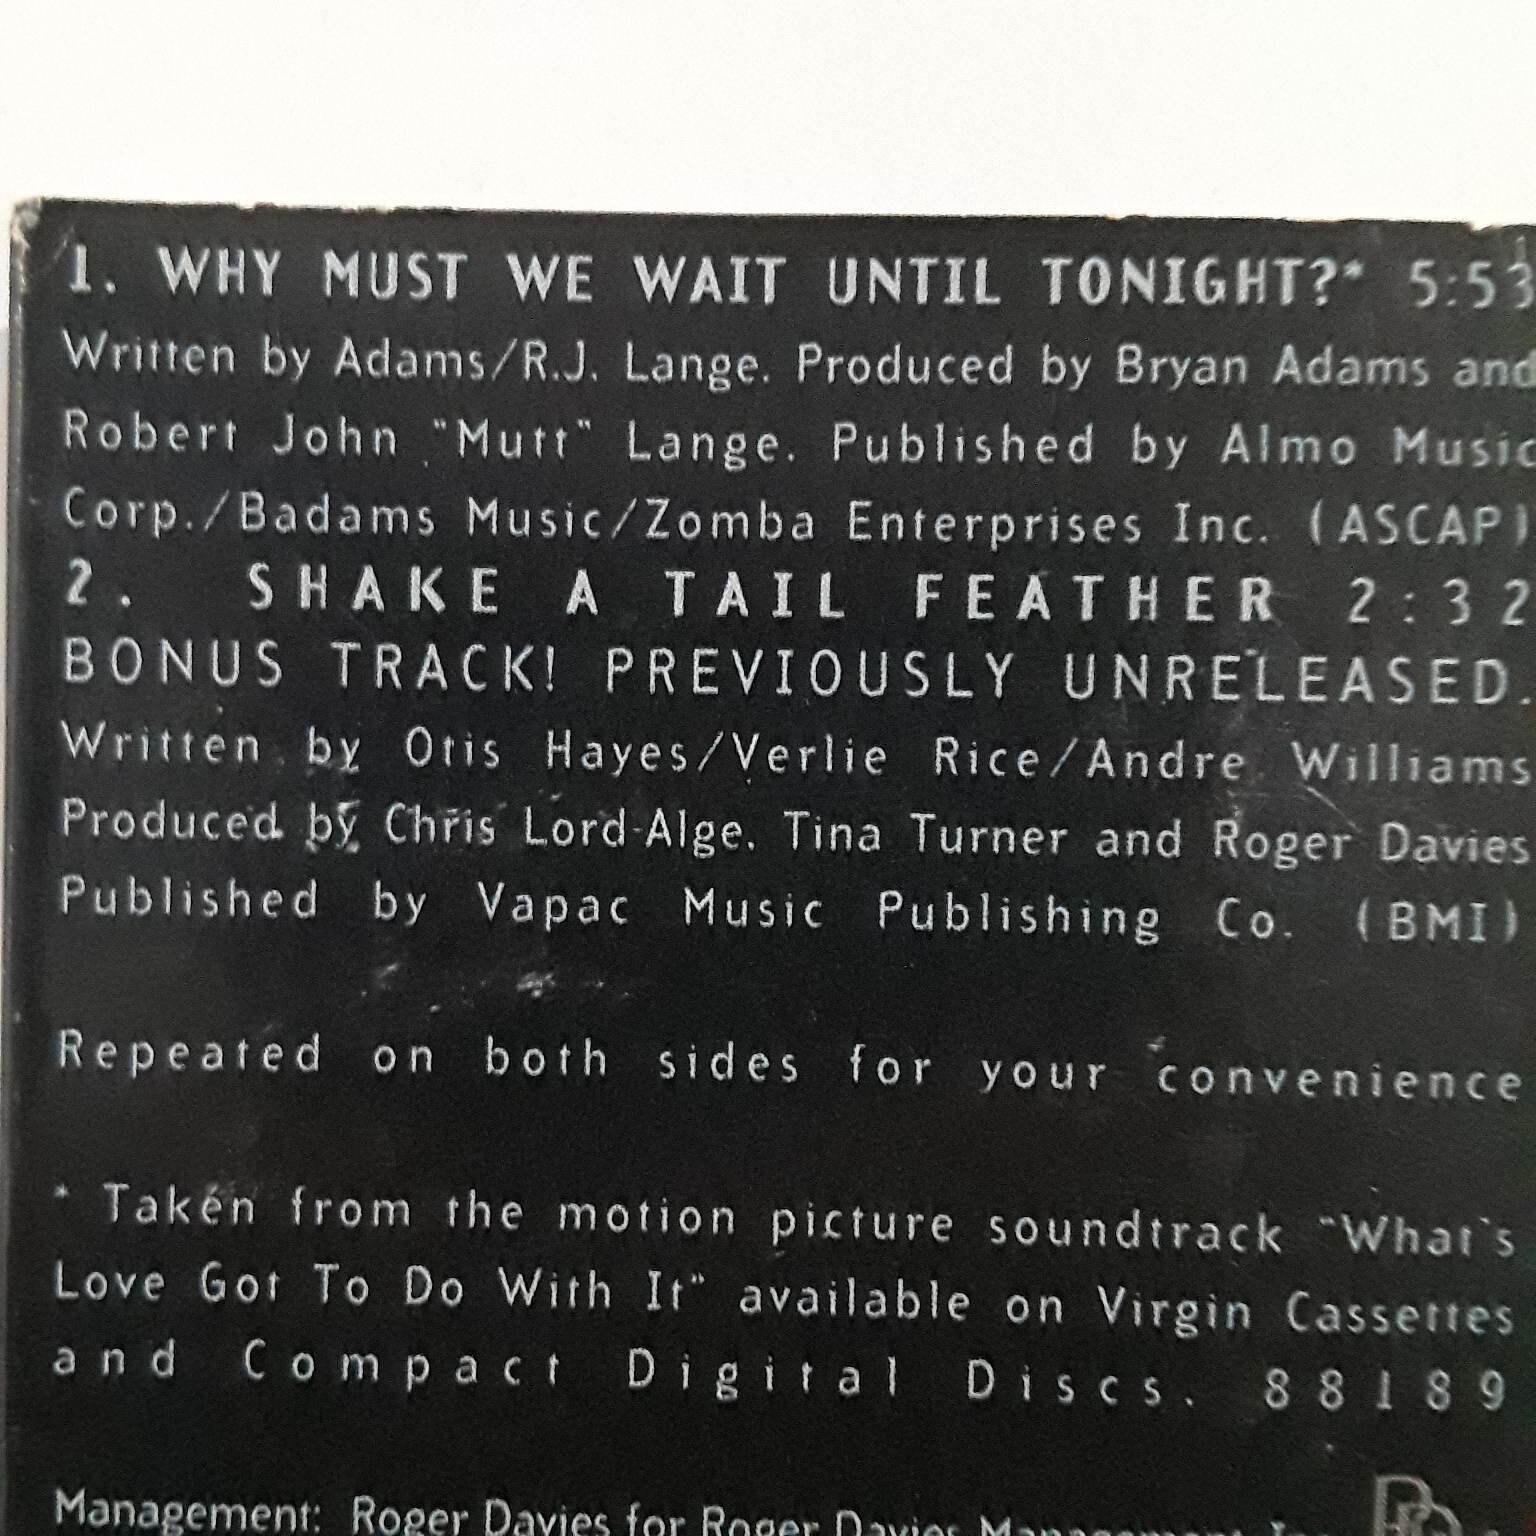 1. WHY MUST WE WAIT UNTIL TONIGHT?* 5:53
Written by Adams/R.J. Lange. Produced by Bryan Adams and
Robert John "Mutt" Lange. Published by Almo Music
Corp./Badams Music/Zomba Enterprises Inc. (ASCAP)
2. SHAKE A TAIL FEATHER 2:32
BONUS TRACK! PREVIOUSLY UNRELEASED.
Written by Otis Hayes/Verlie Rice/Andre Williams
Produced by Chris Lord-Alge, Tina Turner and Roger Davies
Published by Vapac Music Publishing Co. (BMI)
Repeated on both sides for your convenience
* Taken from the motion picture soundtrack "What's
Love Got To Do With It" available on Virgin Cassettes
and Compact Digital Discs. 88189
Management: Roger Davies for Roger Davies Management